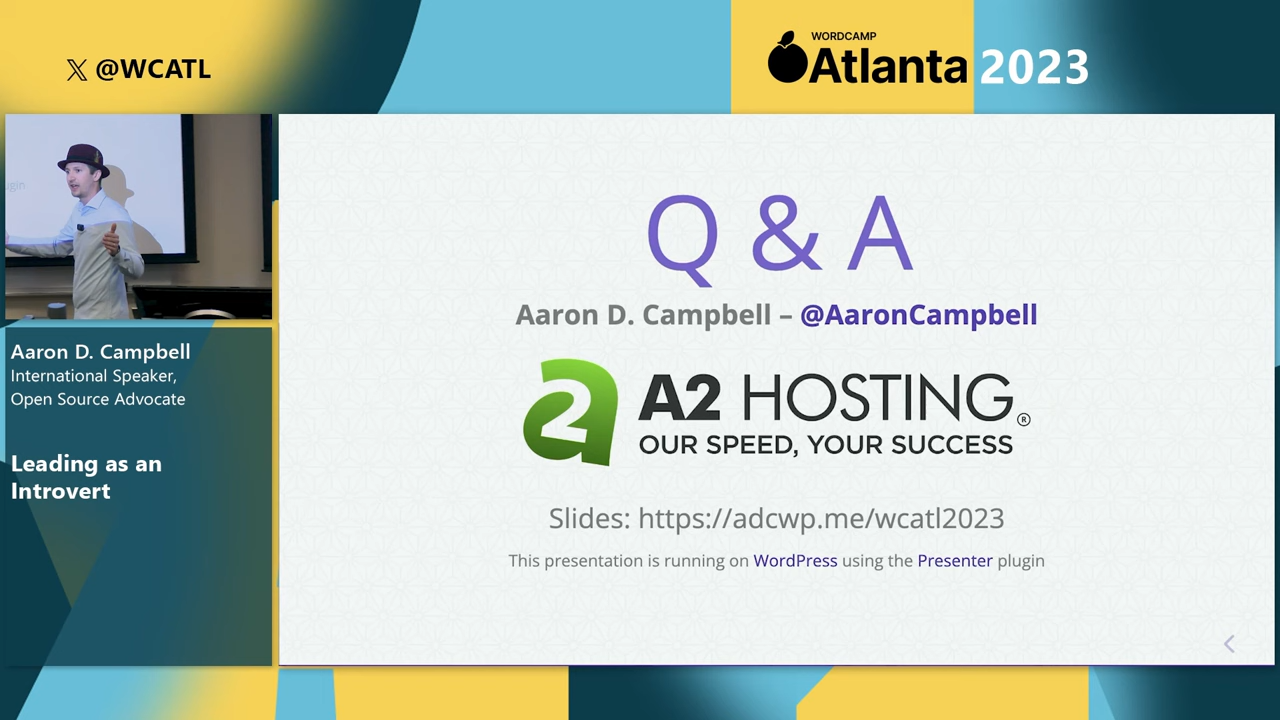 𝕏 @WCATL
WORDCAMP
Atlanta 2023
ugin
Aaron D. Campbell
International Speaker,
Open Source Advocate
Leading as an
Introvert
Q & A
Aaron D. Campbell – @AaronCampbell
a2 A2 HOSTING®
OUR SPEED, YOUR SUCCESS
Slides: https://adcwp.me/wcatl2023
This presentation is running on WordPress using the Presenter plugin